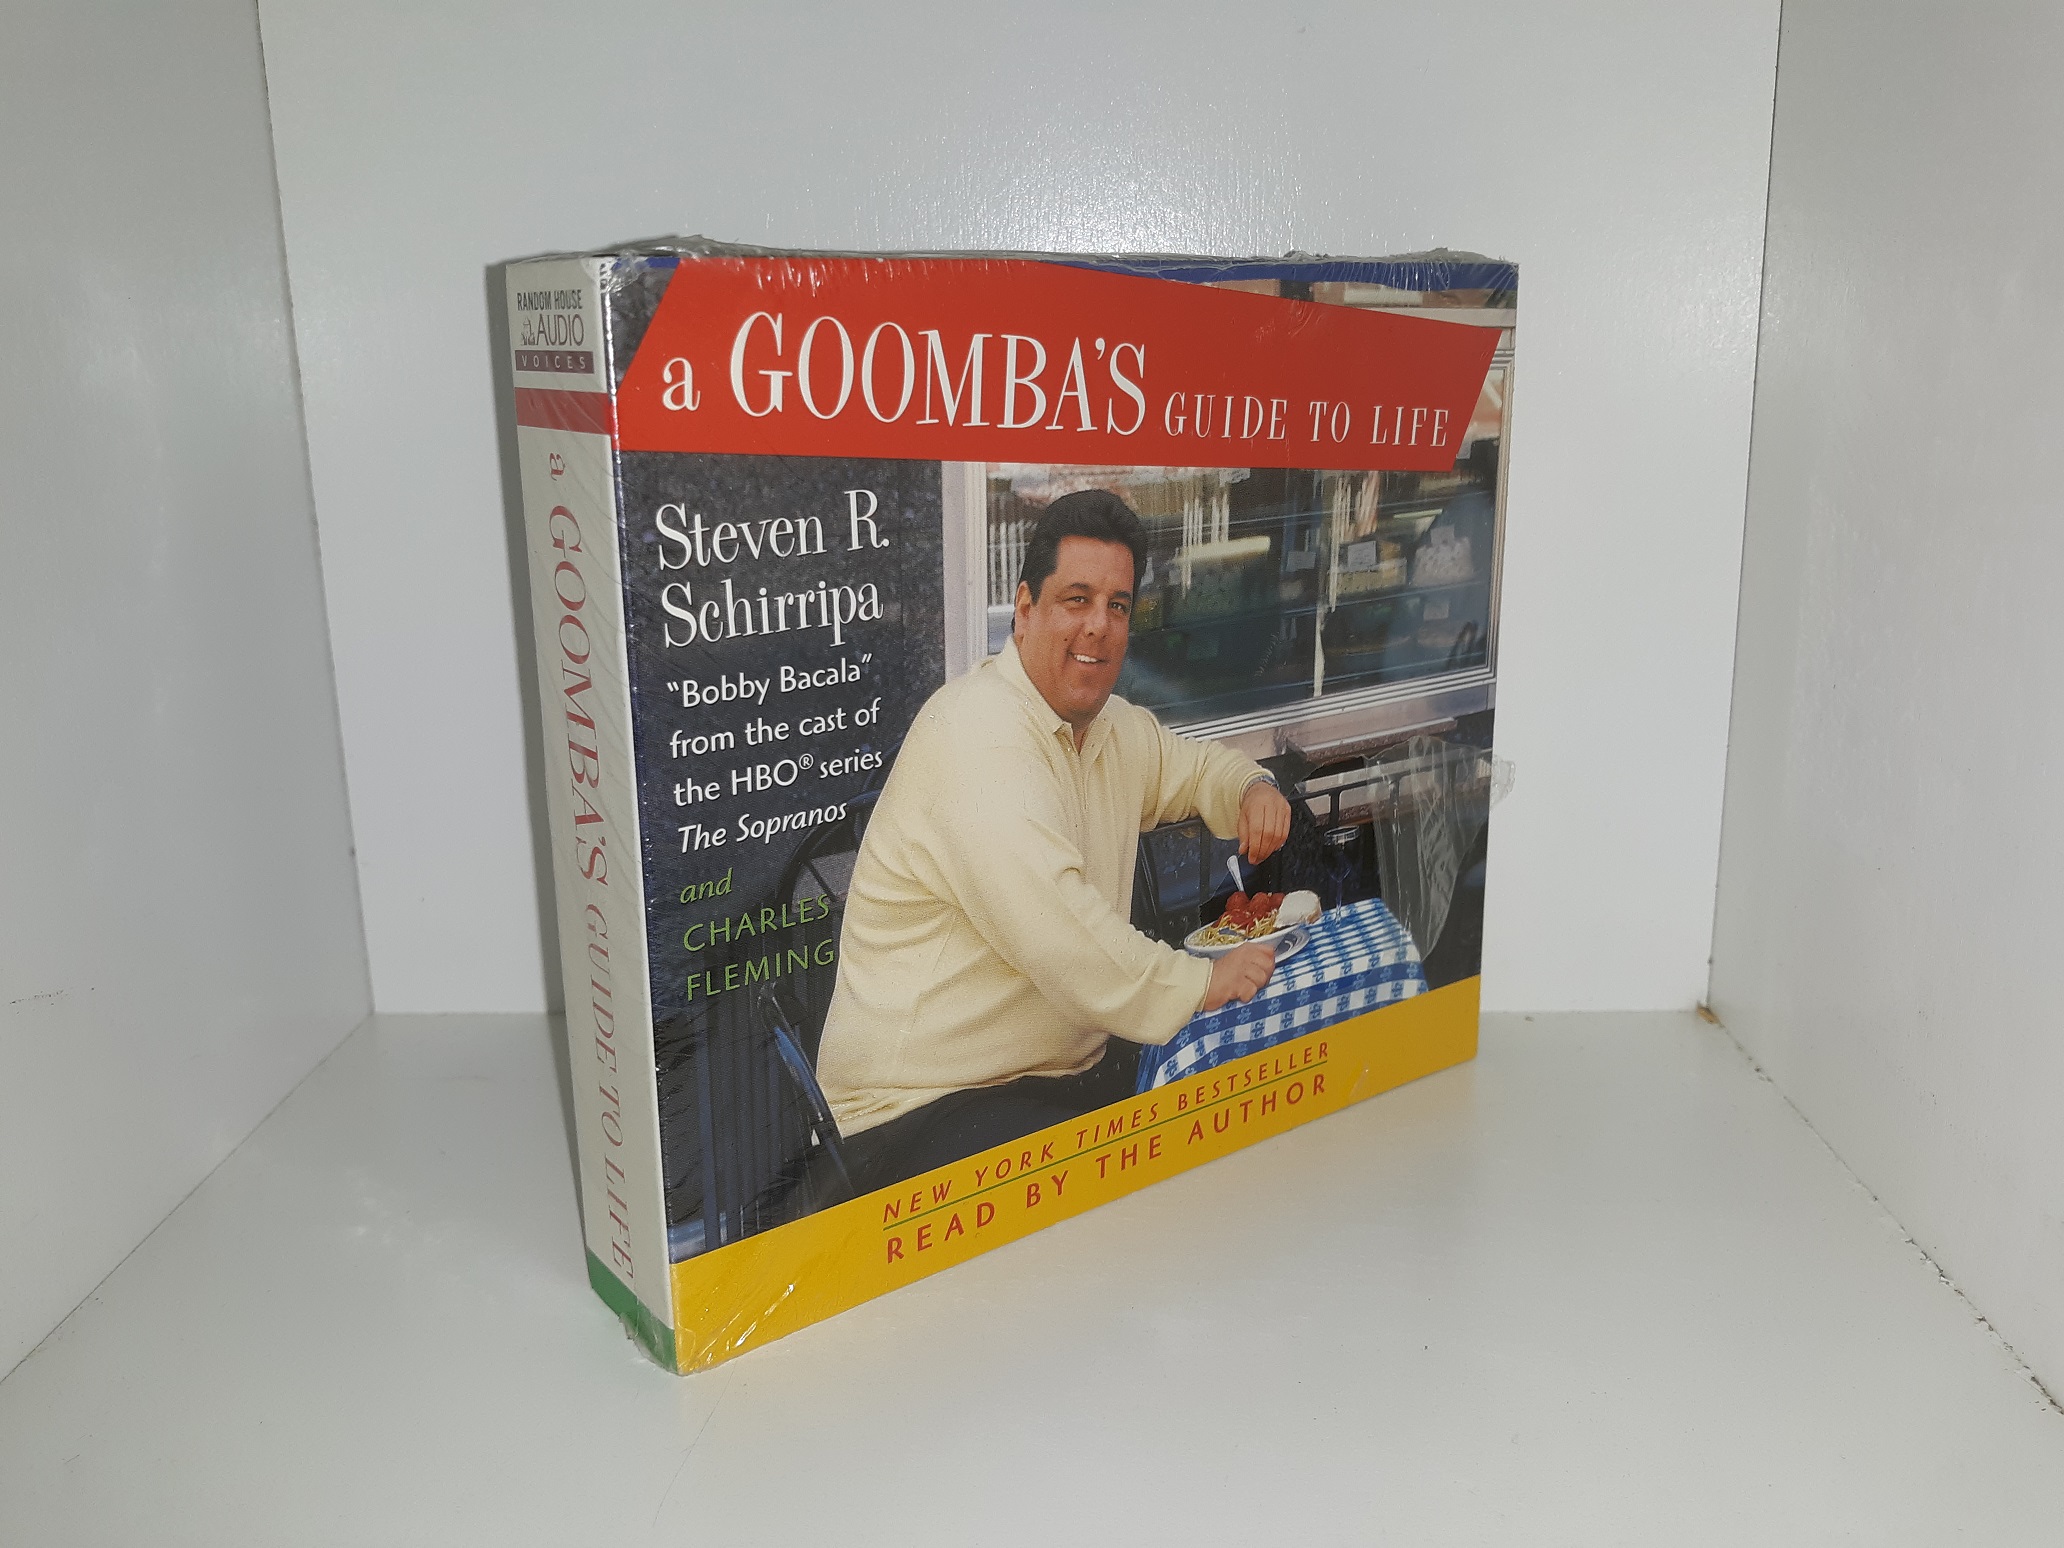 RANDOM HOUSE
AUDIO
VOICES
a GOOMBA'S GUIDE TO LIFE
a GOOMBA'S GUIDE TO LIFE
Steven R.
Schirripa
"Bobby Bacala"
from the cast of
the HBO® series
The Sopranos
and
CHARLES
FLEMING
NEW YORK TIMES BESTSELLER
READ BY THE AUTHOR